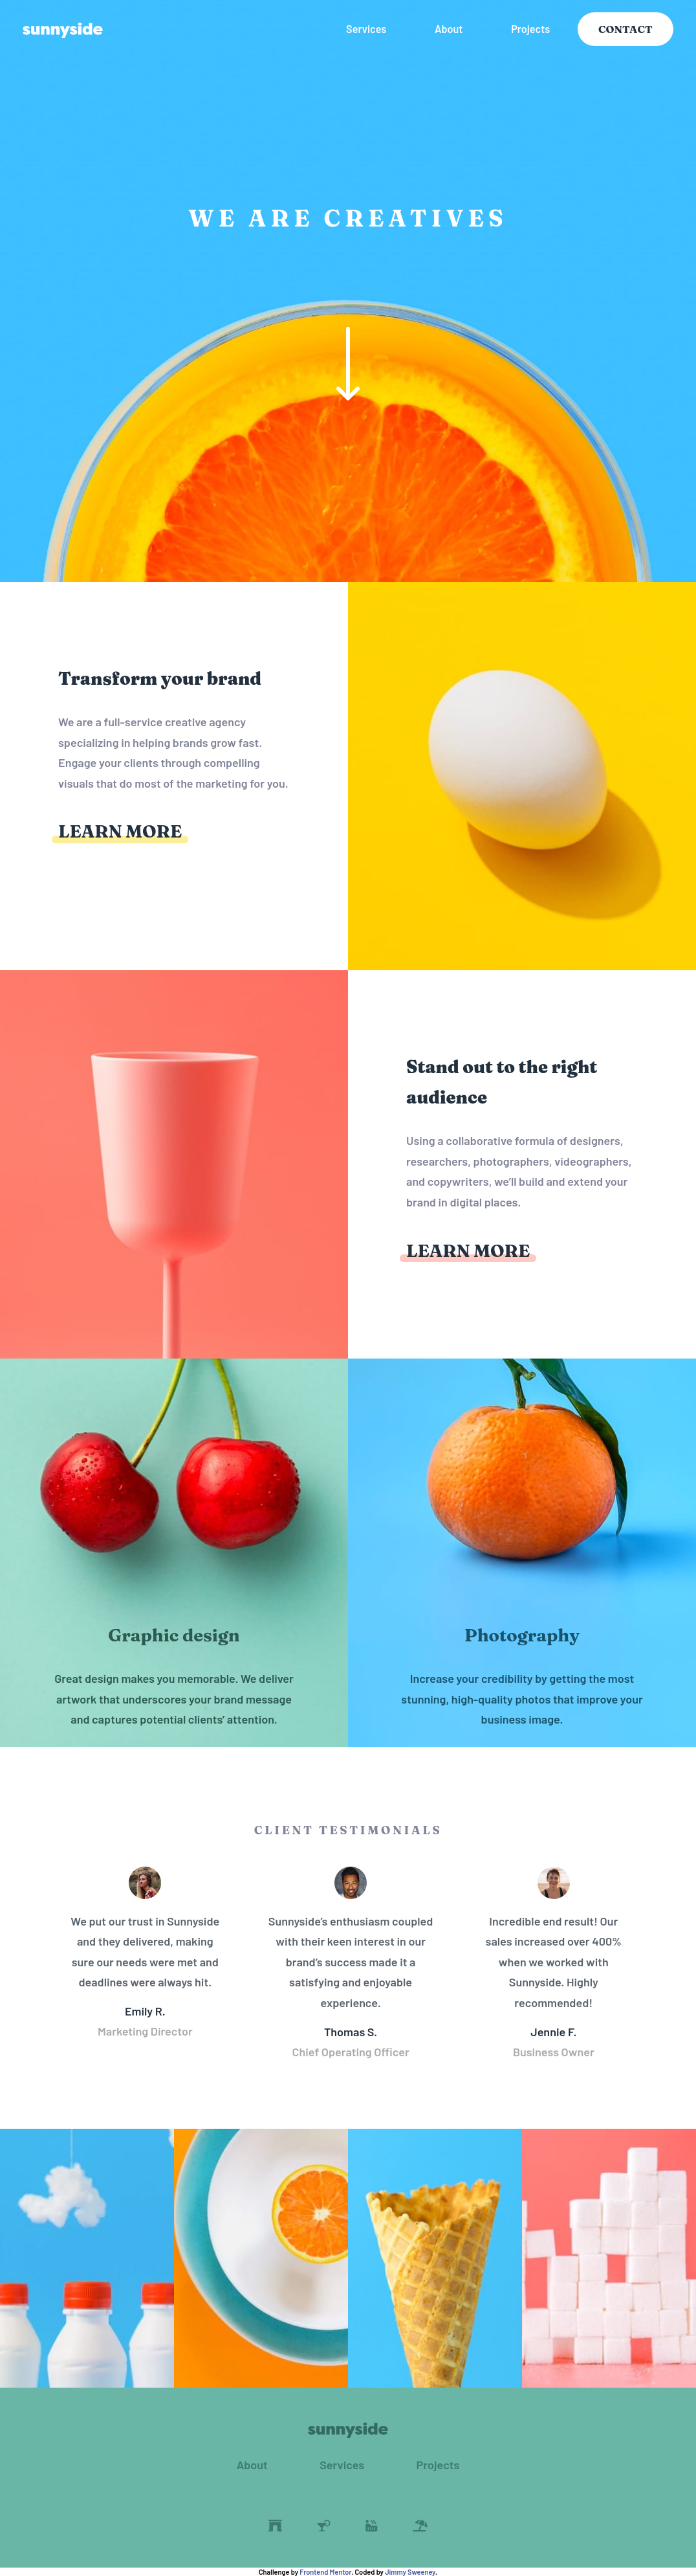 sunnyside
Services About Projects CONTACT
WE ARE CREATIVES
Transform your brand
We are a full-service creative agency
specializing in helping brands grow fast.
Engage your clients through compelling
visuals that do most of the marketing for you.
LEARN MORE
Stand out to the right
audience
Using a collaborative formula of designers,
researchers, photographers, videographers,
and copywriters, we'll build and extend your
brand in digital places.
LEARN MORE
Graphic design
Great design makes you memorable. We deliver
artwork that underscores your brand message
and captures potential clients' attention.
Photography
Increase your credibility by getting the most
stunning, high-quality photos that improve your
business image.
CLIENT TESTIMONIALS
We put our trust in Sunnyside
and they delivered, making
sure our needs were met and
deadlines were always hit.
Emily R.
Marketing Director
Sunnyside's enthusiasm coupled
with their keen interest in our
brand's success made it a
satisfying and enjoyable
experience.
Thomas S.
Chief Operating Officer
Incredible end result! Our
sales increased over 400%
when we worked with
Sunnyside. Highly
recommended!
Jennie F.
Business Owner
sunnyside
About Services Projects
Challenge by Frontend Mentor. Coded by Jimmy Sweeney.